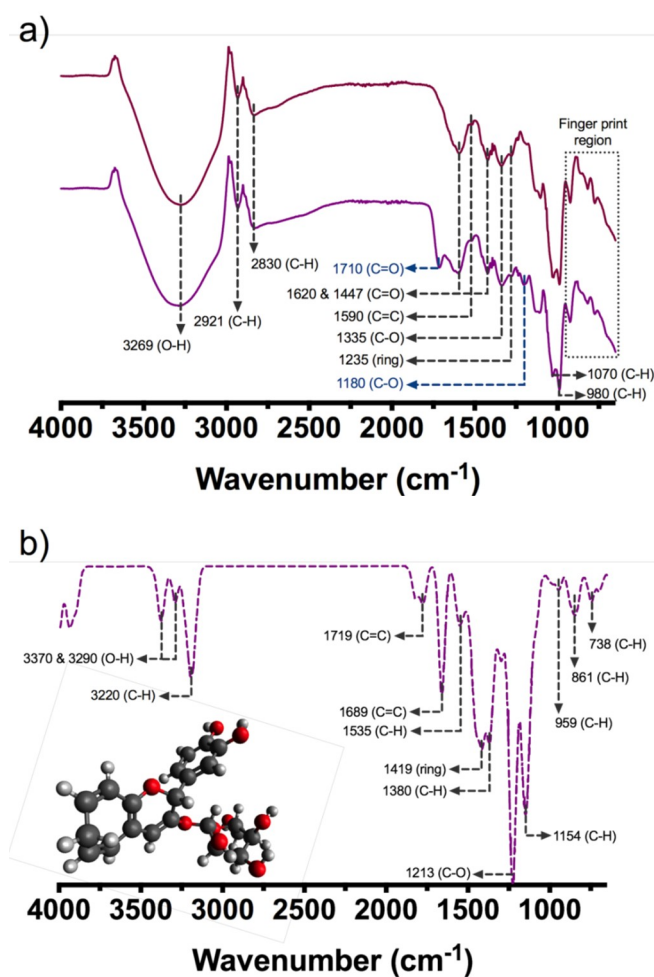 a)
Finger print
region
2830 (C-H)
2921 (C-H)
3269 (O-H)
1710 (C=O)
1620 & 1447 (C=O)
1590 (C=C)
1335 (C-O)
1235 (ring)
1180 (C-O)
1070 (C-H)
980 (C-H)
4000 3500 3000 2500 2000 1500 1000
Wavenumber (cm⁻¹)
b)
3370 & 3290 (O-H)
3220 (C-H)
1719 (C=C)
1689 (C=C)
1535 (C-H)
1419 (ring)
1380 (C-H)
1213 (C-O)
738 (C-H)
861 (C-H)
959 (C-H)
1154 (C-H)
4000 3500 3000 2500 2000 1500 1000
Wavenumber (cm⁻¹)